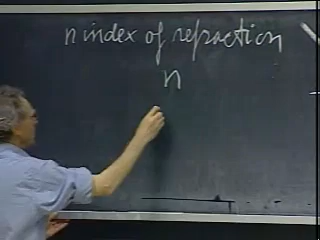 n index of refraction
n